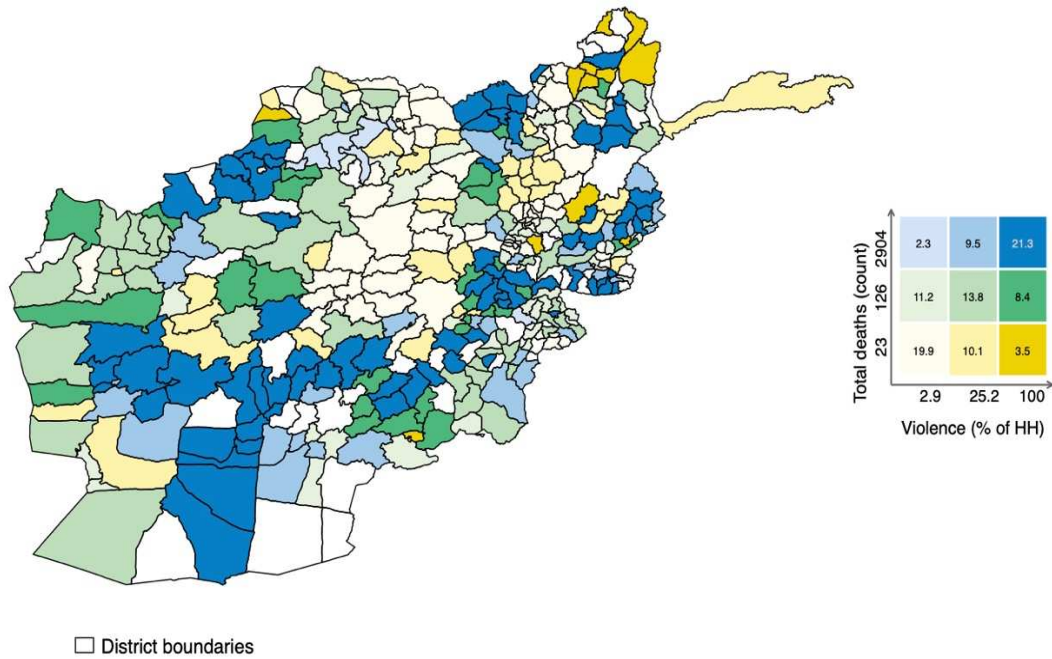 Total deaths (count)
2904
126
23
2.3 9.5 21.3
11.2 13.8 8.4
19.9 10.1 3.5
2.9 25.2 100
Violence (% of HH)
District boundaries